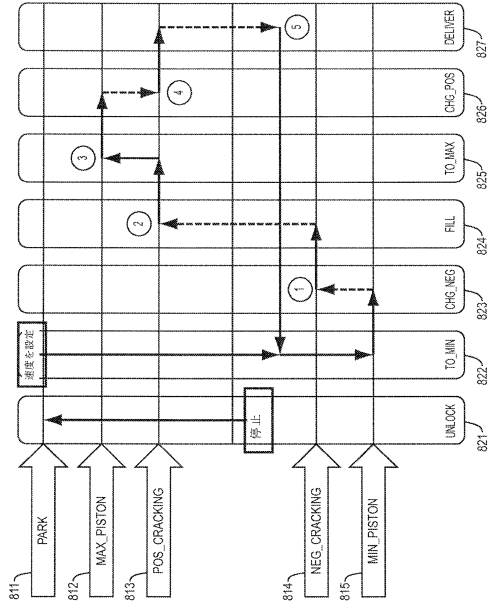 811
PARK
812
MAX_PISTON
813
POS_CRACKING
814
NEG_CRACKING
815
MIN_PISTON
停止
速度を設定
1
2
3
4
5
UNLOCK
821
TO_MIN
822
CHG_NEG
823
FILL
824
TO_MAX
825
CHG_POS
826
DELIVER
827